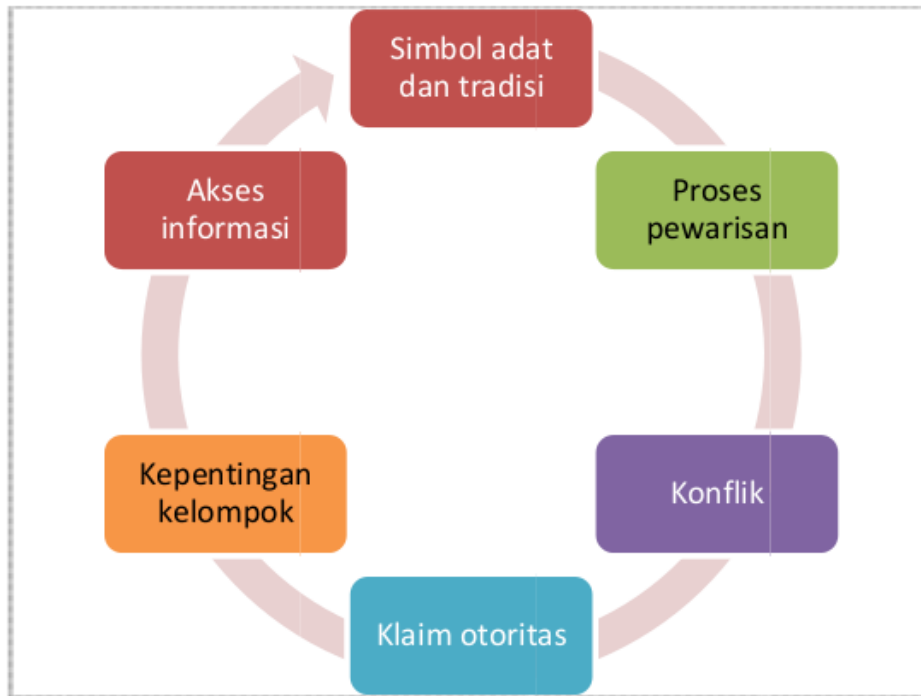 Simbol adat
dan tradisi
Proses
pewarisan
Konflik
Klaim otoritas
Kepentingan
kelompok
Akses
informasi